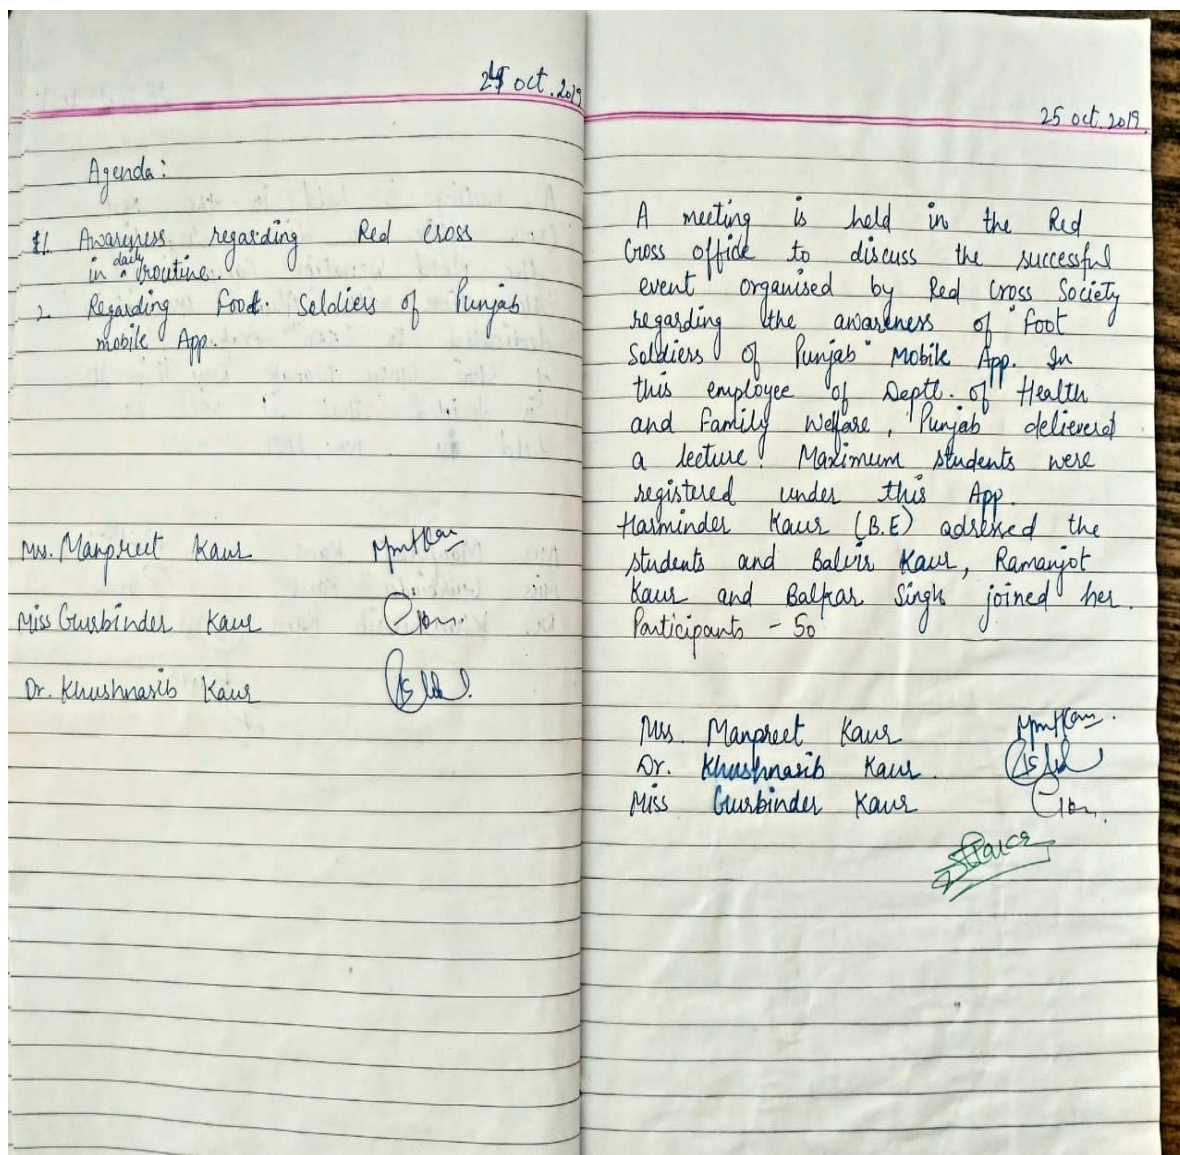 24 oct. 2019
Agenda:
1. Awareness regarding Red Cross
in daily routine.
2. Regarding Foot Soldiers of Punjab
mobile App.
Mrs. Manpreet Kaur
Miss Gurbinder Kaur
Dr. Khushnasib Kaur
25 oct. 2019.
A meeting is held in the Red
Cross office to discuss the successful
event organised by Red Cross Society
regarding the awareness of "Foot
Soldiers of Punjab" Mobile App. In
this employee of Deptt. of Health
and Family Welfare, Punjab delievered
a lecture. Maximum students were
registered under this App.
Harminder Kaur (B.E) adressed the
students and Balvir Kaur, Ramanjot
Kaur and Balkar Singh joined her.
Participants - 50
Mrs. Manpreet Kaur
Dr. Khushnasib Kaur.
Miss Gurbinder Kaur